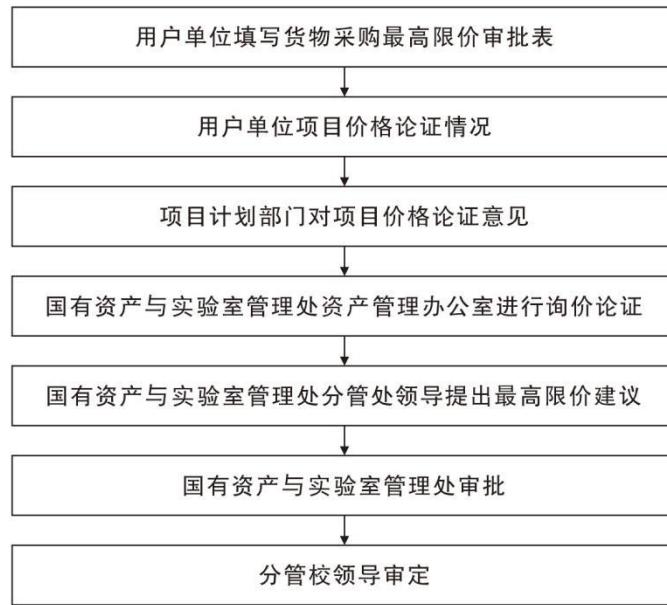 用户单位填写货物采购最高限价审批表
用户单位项目价格论证情况
项目计划部门对项目价格论证意见
国有资产与实验室管理处资产管理办公室进行询价论证
国有资产与实验室管理处分管处领导提出最高限价建议
国有资产与实验室管理处审批
分管校领导审定